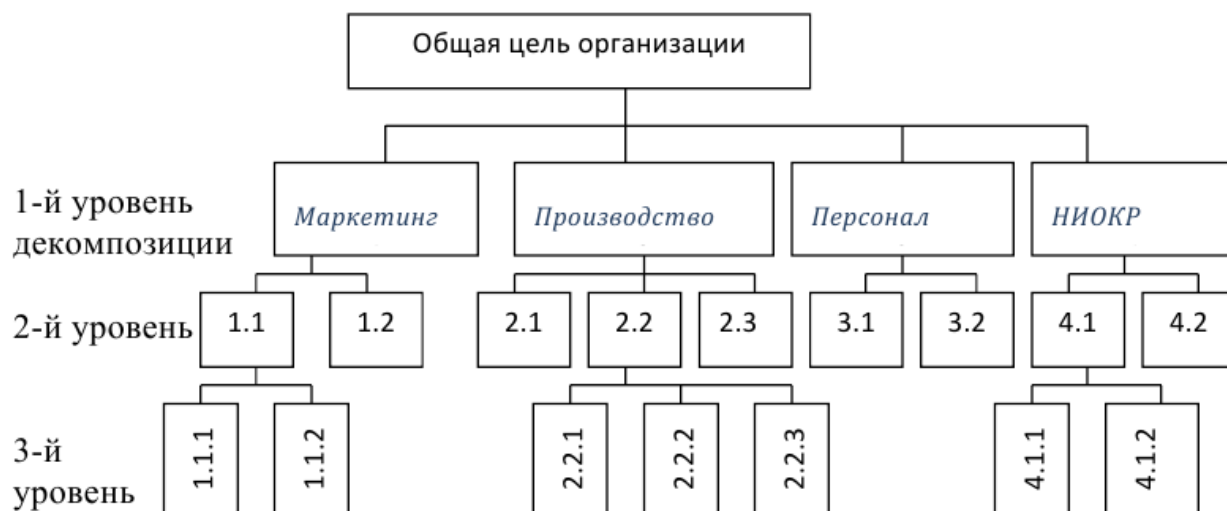 Общая цель организации
1-й уровень
декомпозиции
Маркетинг
Производство
Персонал
НИОКР
2-й уровень
1.1
1.2
2.1
2.2
2.3
3.1
3.2
4.1
4.2
3-й
уровень
1.1.1
1.1.2
2.2.1
2.2.2
2.2.3
4.1.1
4.1.2